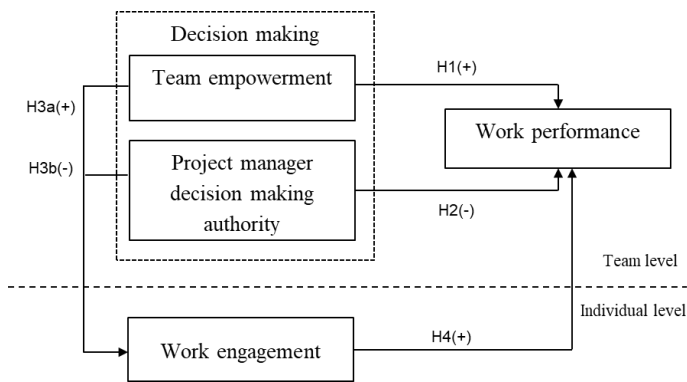 Decision making
Team empowerment
H1(+)
H3a(+)
Work performance
H3b(-)
Project manager
decision making
authority
H2(-)
Team level
Individual level
Work engagement
H4(+)